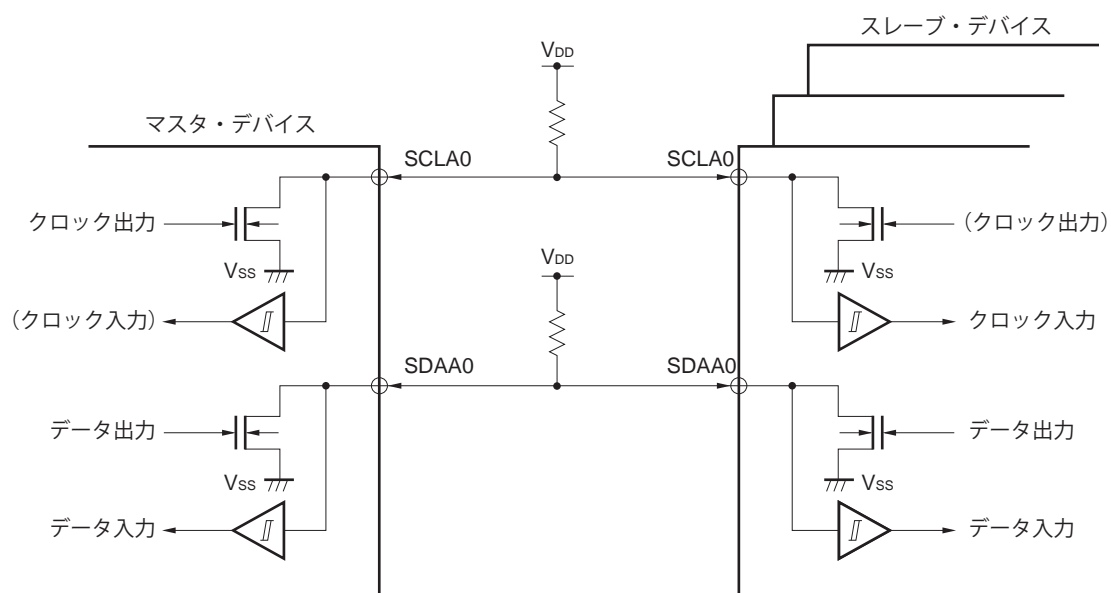 スレーブ・デバイス
VDD
マスタ・デバイス
SCLA0
SCLA0
クロック出力
(クロック出力)
VSS
VSS
VDD
(クロック入力)
クロック入力
SDAA0
SDAA0
データ出力
データ出力
VSS
VSS
データ入力
データ入力